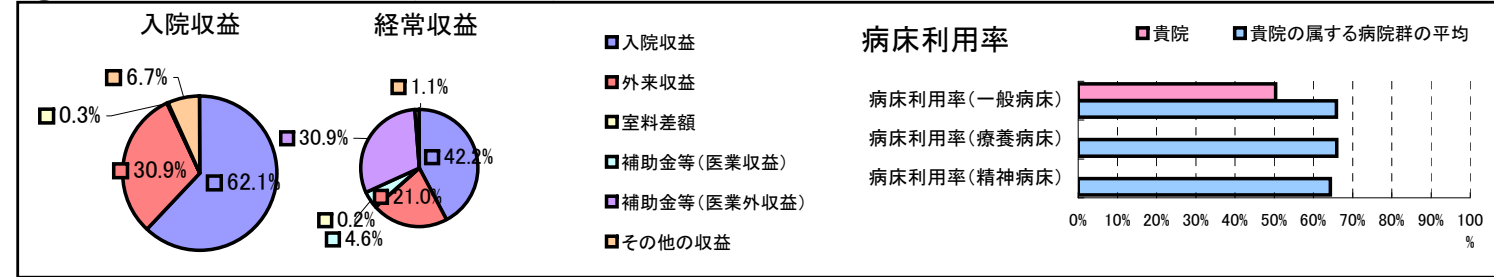 入院収益
6.7%
0.3%
30.9%
62.1%
経常収益
1.1%
30.9%
42.2%
21.0%
0.2%
4.6%
入院収益
外来収益
室料差額
補助金等(医業収益)
補助金等(医業外収益)
その他の収益
病床利用率
貴院 貴院の属する病院群の平均
病床利用率(一般病床)
病床利用率(療養病床)
病床利用率(精神病床)
0% 10% 20% 30% 40% 50% 60% 70% 80% 90% 100
%